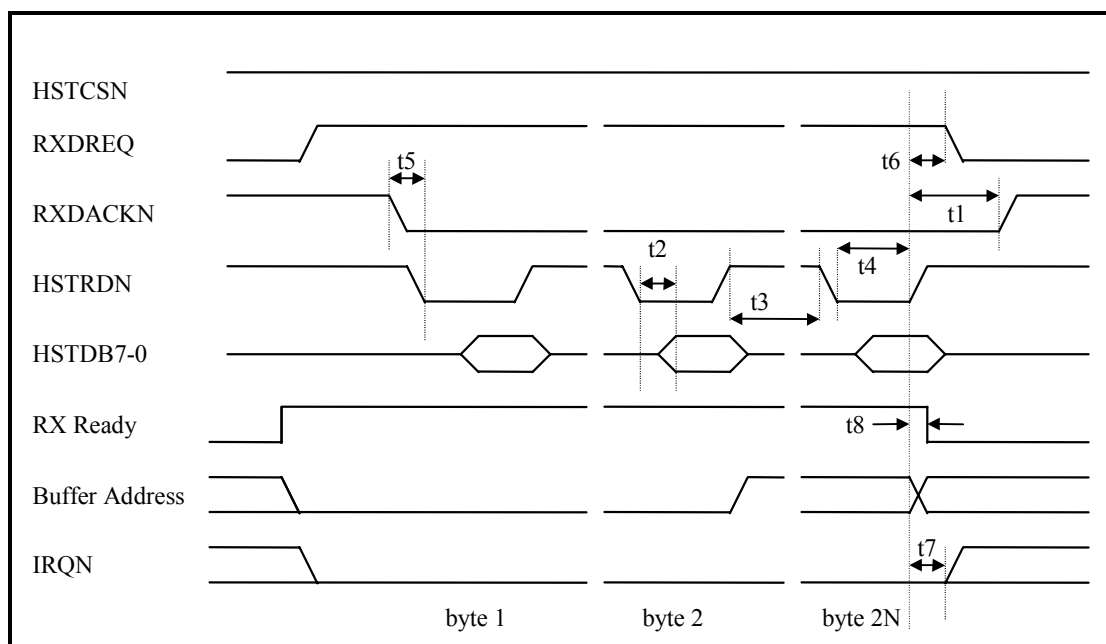 HSTCSN
RXDREQ
t6
t5
RXDACKN
t1
t4
t2
HSTRDN
t3
HSTDB7-0
RX Ready
t8
Buffer Address
t7
IRQN
byte 1
byte 2
byte 2N